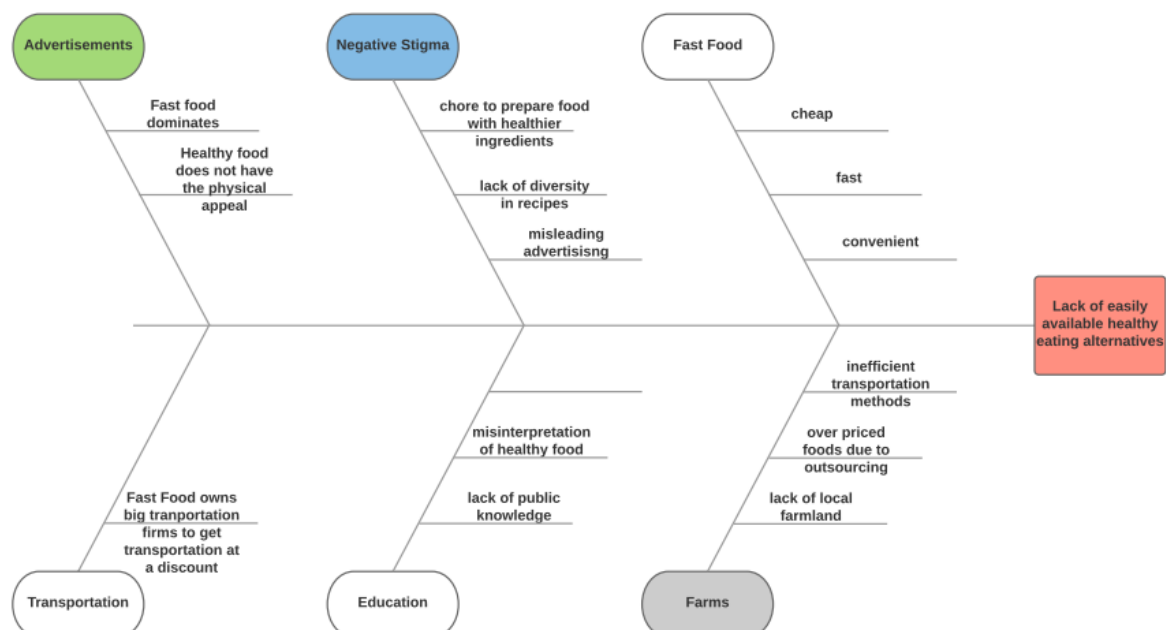 Advertisements
Negative Stigma
Fast Food
Fast food
dominates
Healthy food
does not have
the physical
appeal
chore to prepare food
with healthier
ingredients
lack of diversity
in recipes
misleading
advertisisng
cheap
fast
convenient
Lack of easily
available healthy
eating alternatives
Fast Food owns
big tranportation
firms to get
transportation at
a discount
misinterpretation
of healthy food
lack of public
knowledge
inefficient
transportation
methods
over priced
foods due to
outsourcing
lack of local
farmland
Transportation
Education
Farms